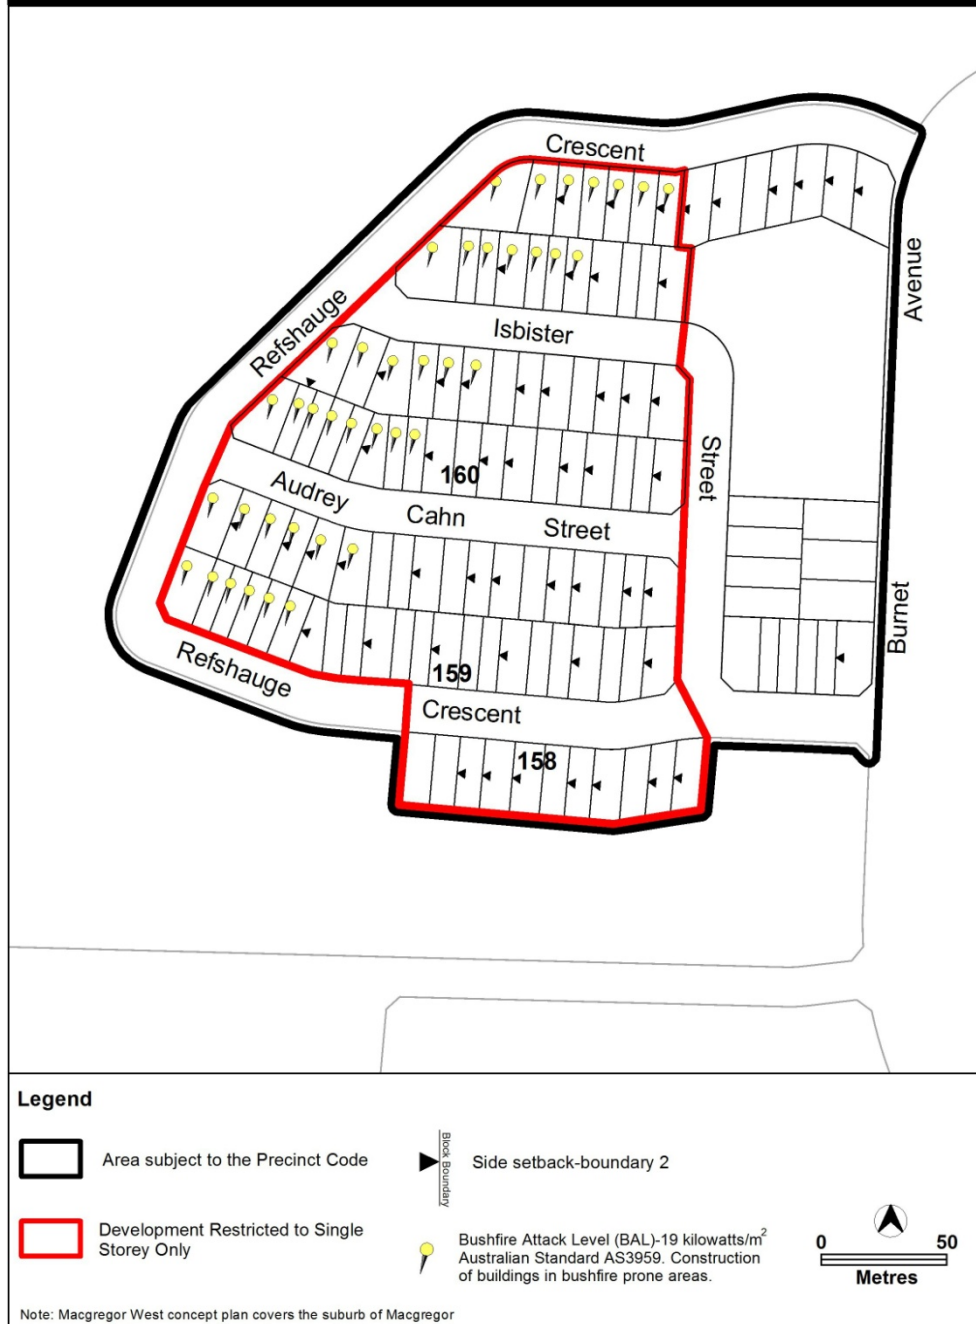 Crescent
Avenue
Refshauge
Isbister
Street
160
Audrey
Cahn
Street
Burnet
159
Refshauge
Crescent
158
Legend
Area subject to the Precinct Code
Block Boundary
Side setback-boundary 2
Development Restricted to Single
Storey Only
Bushfire Attack Level (BAL)-19 kilowatts/m²
Australian Standard AS3959. Construction
of buildings in bushfire prone areas.
0 50
Metres
Note: Macgregor West concept plan covers the suburb of Macgregor